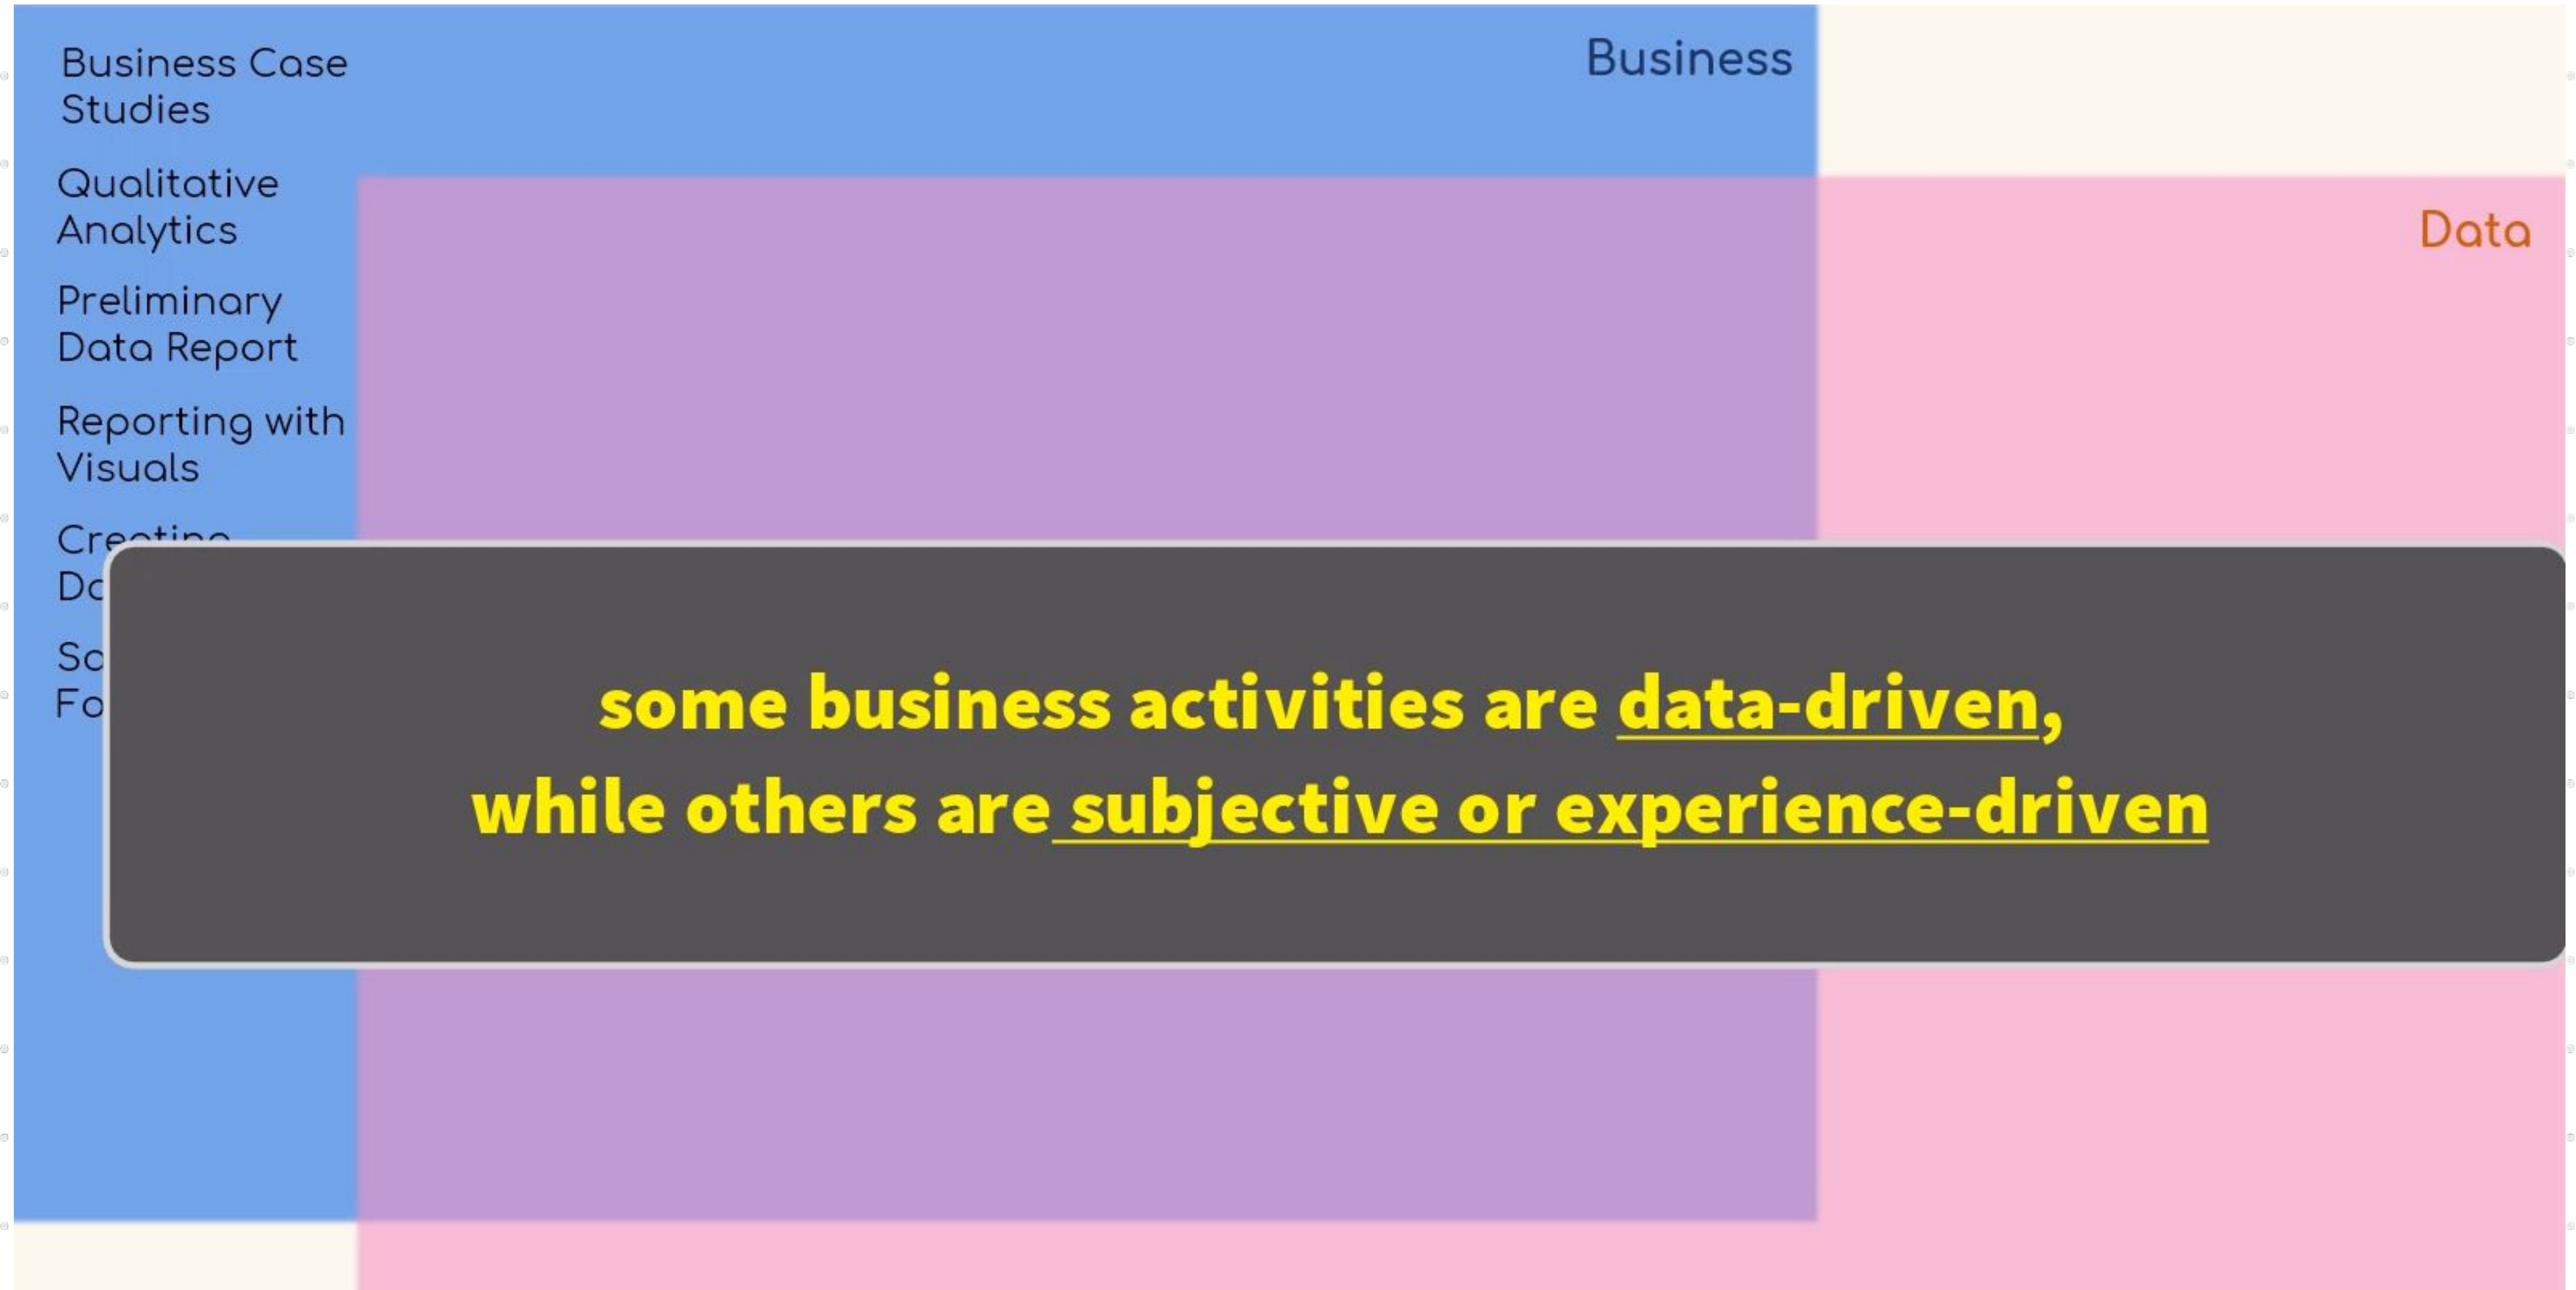 Business Case
Studies
Business
Qualitative
Analytics
Data
Preliminary
Data Report
Reporting with
Visuals
Creating
some business activities are data-driven,
while others are subjective or experience-driven